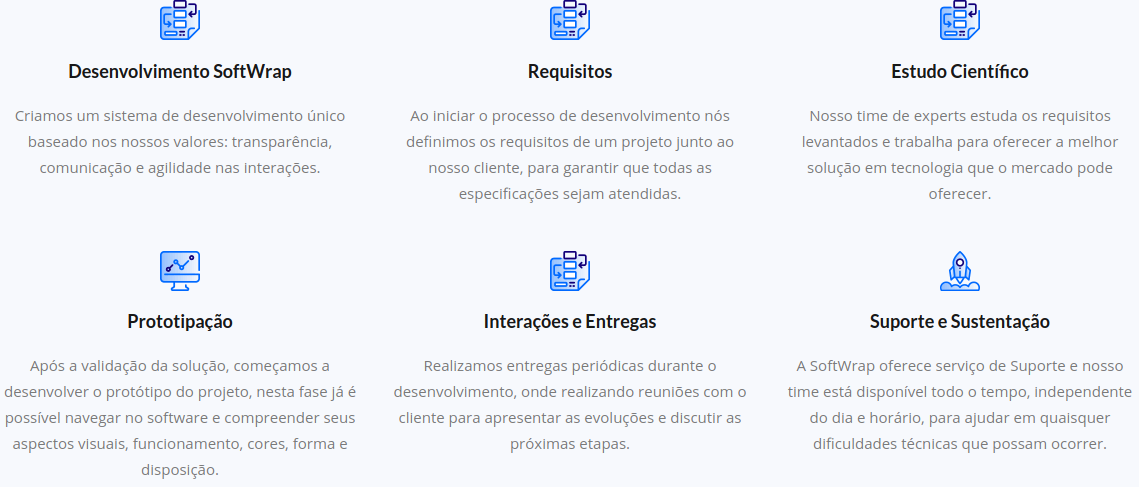 Desenvolvimento SoftWrap
Criamos um sistema de desenvolvimento único
baseado nos nossos valores: transparência,
comunicação e agilidade nas interações.
Requisitos
Ao iniciar o processo de desenvolvimento nós
definimos os requisitos de um projeto junto ao
nosso cliente, para garantir que todas as
especificações sejam atendidas.
Estudo Científico
Nosso time de experts estuda os requisitos
levantados e trabalha para oferecer a melhor
solução em tecnologia que o mercado pode
oferecer.
Prototipação
Após a validação da solução, começamos a
desenvolver o protótipo do projeto, nesta fase já é
possível navegar no software e compreender seus
aspectos visuais, funcionamento, cores, forma e
disposição.
Interações e Entregas
Realizamos entregas periódicas durante o
desenvolvimento, onde realizando reuniões com o
cliente para apresentar as evoluções e discutir as
próximas etapas.
Suporte e Sustentação
A SoftWrap oferece serviço de Suporte e nosso
time está disponível todo o tempo, independente
do dia e horário, para ajudar em quaisquer
dificuldades técnicas que possam ocorrer.